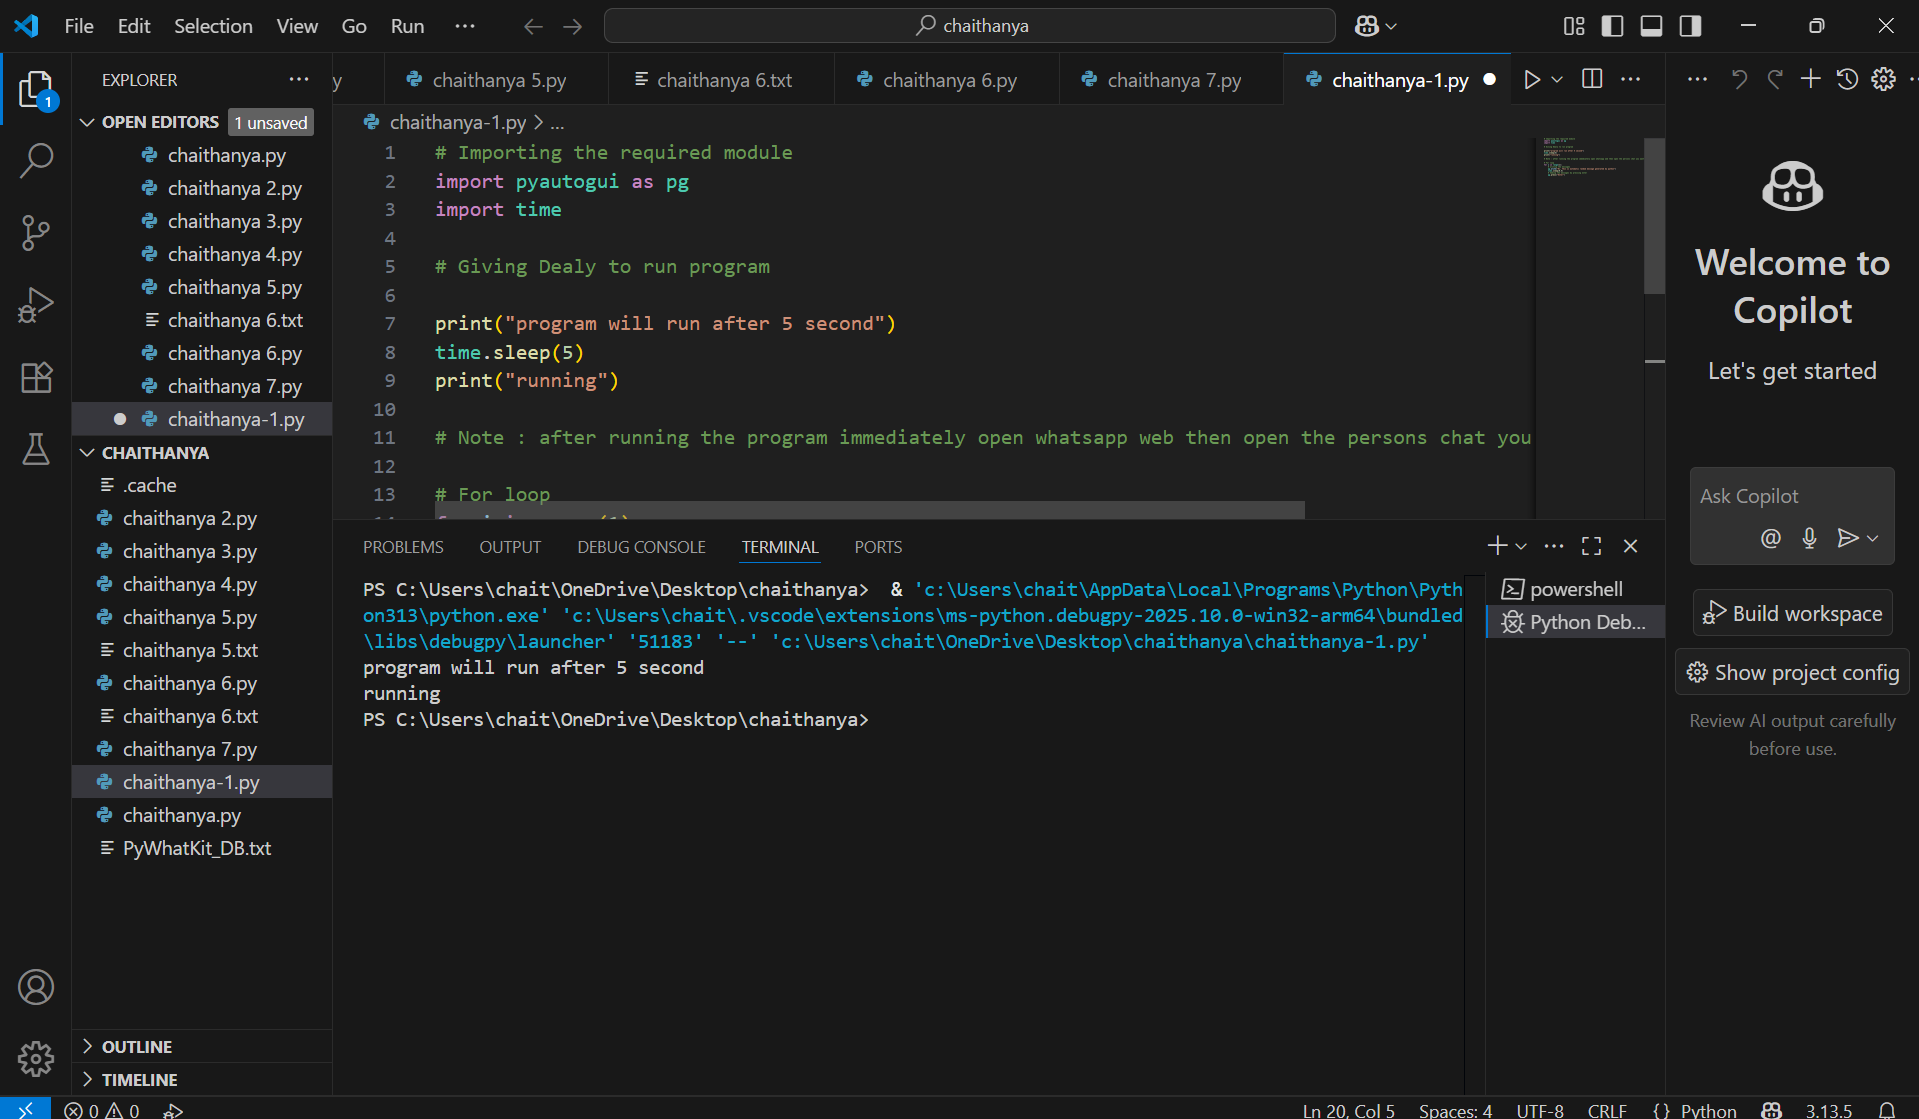 File Edit Selection View Go Run ··· chaithanya
EXPLORER ···
OPEN EDITORS 1 unsaved
chaithanya.py
chaithanya 2.py
chaithanya 3.py
chaithanya 4.py
chaithanya 5.py
chaithanya 6.txt
chaithanya 6.py
chaithanya 7.py
chaithanya-1.py
CHAITHANYA
.cache
chaithanya 2.py
chaithanya 3.py
chaithanya 4.py
chaithanya 5.py
chaithanya 5.txt
chaithanya 6.py
chaithanya 6.txt
chaithanya 7.py
chaithanya-1.py
chaithanya.py
PyWhatKit_DB.txt
OUTLINE
TIMELINE
1
y chaithanya 5.py chaithanya 6.txt chaithanya 6.py chaithanya 7.py chaithanya-1.py
chaithanya-1.py > ...
1 # Importing the required module
2 import pyautogui as pg
3 import time
4
5 # Giving Dealy to run program
6
7 print("program will run after 5 second")
8 time.sleep(5)
9 print("running")
10
11 # Note : after running the program immediately open whatsapp web then open the persons chat you
12
13 # For loop
PROBLEMS OUTPUT DEBUG CONSOLE TERMINAL PORTS
PS C:\Users\chait\OneDrive\Desktop\chaithanya> & 'c:\Users\chait\AppData\Local\Programs\Python\Pyth
on313\python.exe' 'c:\Users\chait\.vscode\extensions\ms-python.debugpy-2025.10.0-win32-arm64\bundled
\libs\debugpy\launcher' '51183' '--' 'c:\Users\chait\OneDrive\Desktop\chaithanya\chaithanya-1.py'
program will run after 5 second
running
PS C:\Users\chait\OneDrive\Desktop\chaithanya>
powershell
Python Deb...
Welcome to
Copilot
Let's get started
Ask Copilot
@
Build workspace
Show project config
Review AI output carefully
before use.
0 0 Ln 20, Col 5 Spaces: 4 UTF-8 CRLF {} Python 3.13.5